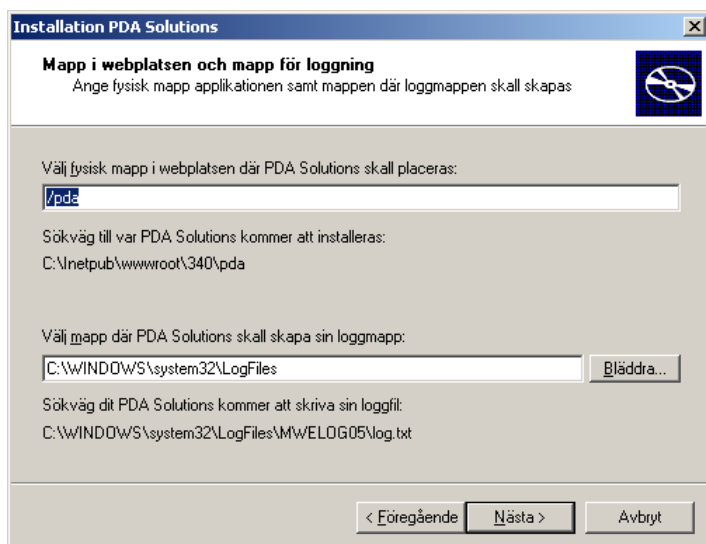 Installation PDA Solutions
Mapp i webplatsen och mapp för loggning
Ange fysisk mapp applikationen samt mappen där loggmappen skall skapas
Välj fysisk mapp i webplatsen där PDA Solutions skall placeras:
/pda
Sökväg till var PDA Solutions kommer att installeras:
C:\Inetpub\wwwroot\340\pda
Välj mapp där PDA Solutions skall skapa sin loggmapp:
C:\WINDOWS\system32\LogFiles
Bläddra...
Sökväg dit PDA Solutions kommer att skriva sin loggfil:
C:\WINDOWS\system32\LogFiles\MWELOG05\log.txt
< Föregående
Nästa >
Avbryt